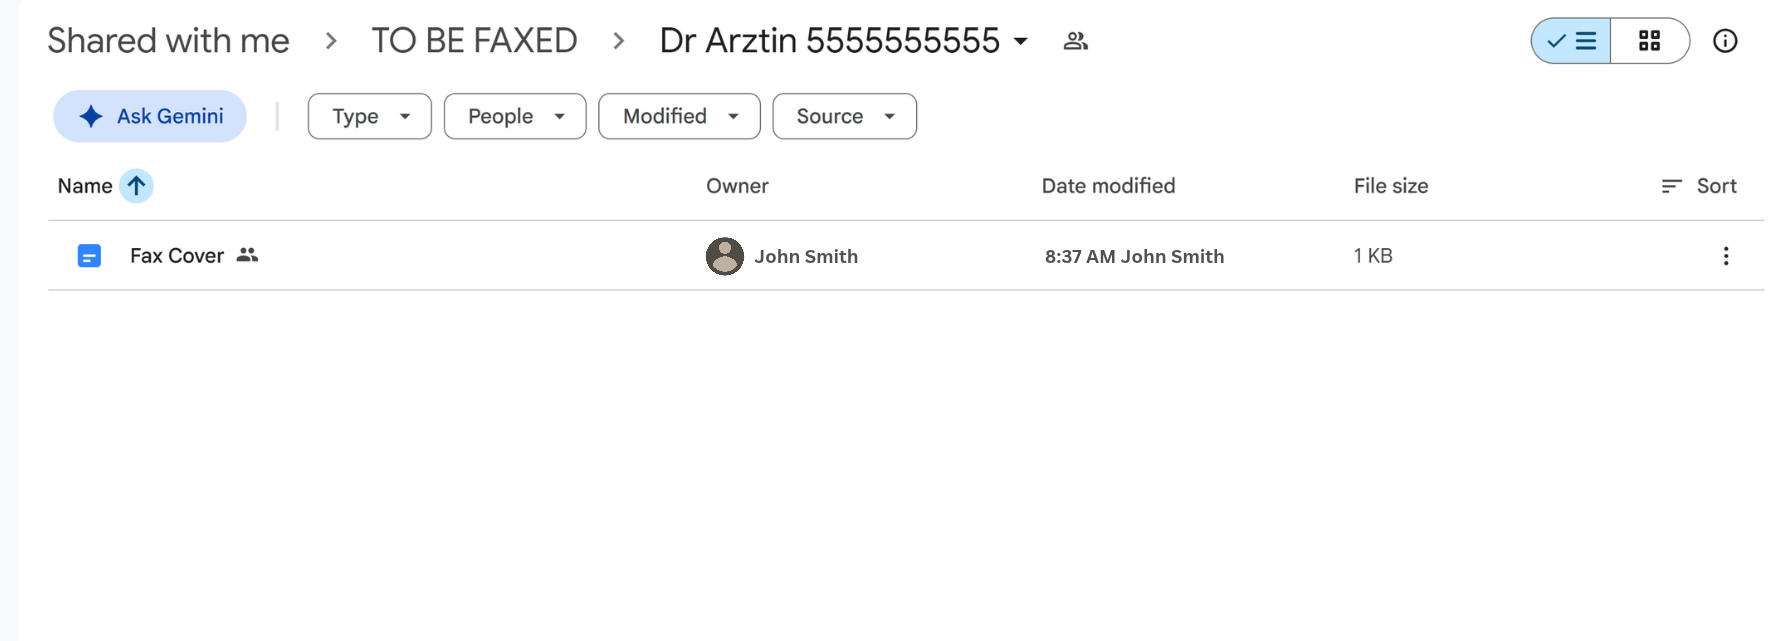 Shared with me > TO BE FAXED > Dr Arztin 5555555555
Ask Gemini Type People Modified Source
Name Owner Date modified File size Sort
Fax Cover John Smith 8:37 AM John Smith 1 KB